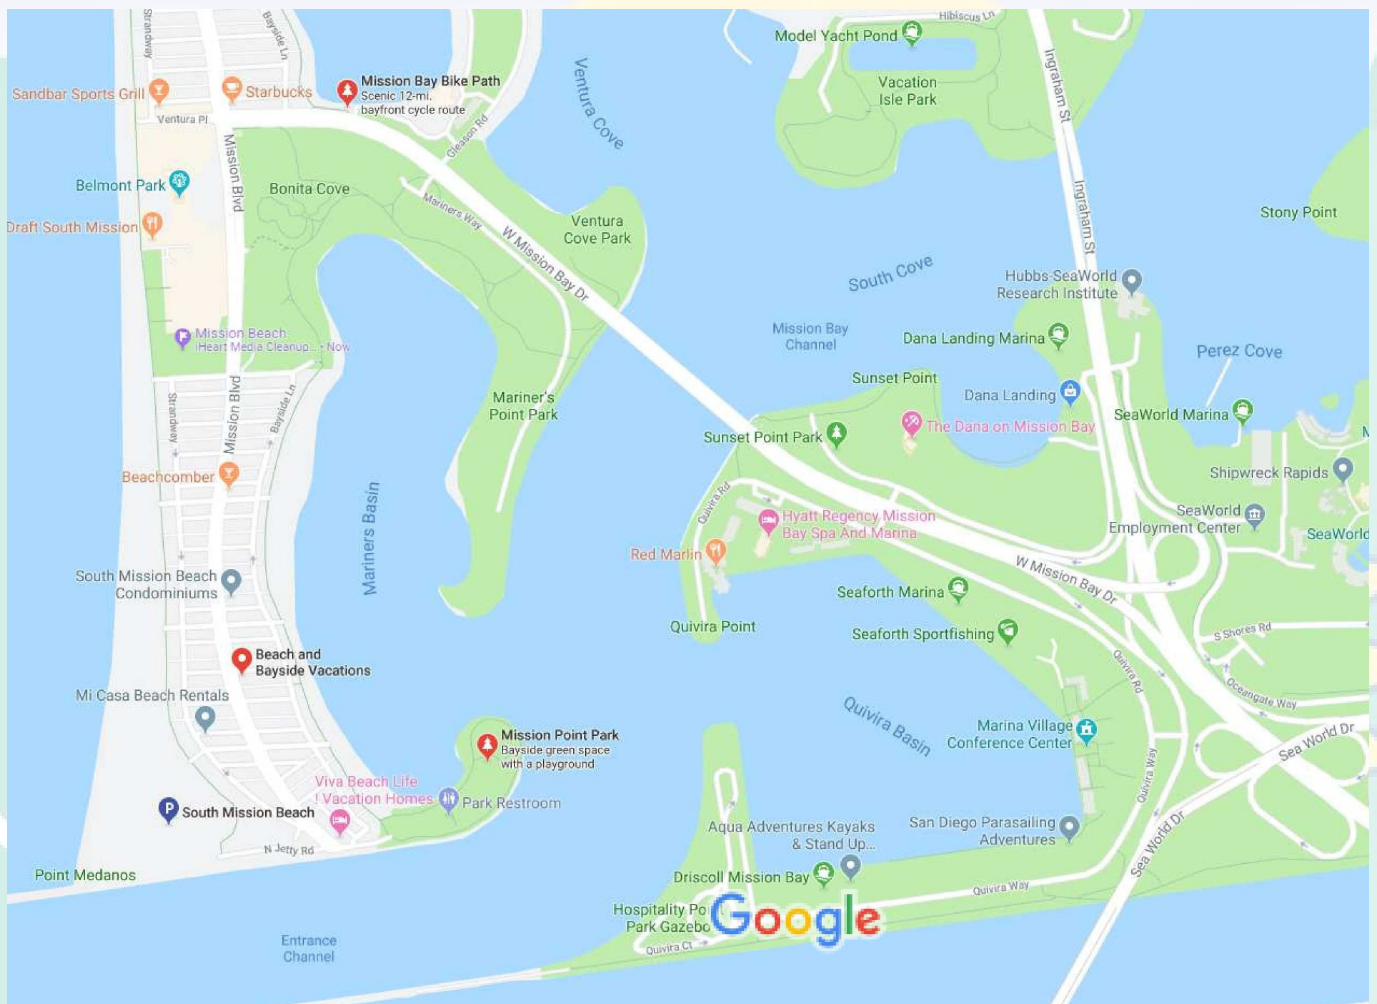 Strandway
Bayside Ln
Hibiscus Ln
Model Yacht Pond
Vacation
Isle Park
Ingraham St
Ventura Cove
Mission Bay Bike Path
Scenic 12-mi.
bayfront cycle route
Sandbar Sports Grill
Starbucks
Ventura Pl
Gleason Rd
Mission Blvd
Belmont Park
Bonita Cove
Mariners Way
Ventura
Cove Park
Ingraham St
Stony Point
Draft South Mission
W Mission Bay Dr
South Cove
Hubbs-SeaWorld
Research Institute
Mission Bay
Channel
Dana Landing Marina
Perez Cove
Mission Beach
iHeart Media Cleanup... • Now
Sunset Point
Dana Landing
SeaWorld Marina
Strandway
Mission Blvd
Bayside Ln
Mariner's
Point Park
Sunset Point Park
The Dana on Mission Bay
Beachcomber
Shipwreck Rapids
Mariners Basin
Quivira Rd
Hyatt Regency Mission
Bay Spa And Marina
SeaWorld
Employment Center
SeaWorld
Red Marlin
W Mission Bay Dr
South Mission Beach
Condominiums
Seaforth Marina
Quivira Point
Seaforth Sportfishing
S Shores Rd
Beach and
Bayside Vacations
Quivira Rd
Oceangate Way
Mi Casa Beach Rentals
Quivira Basin
Marina Village
Conference Center
Sea World Dr
Mission Point Park
Bayside green space
with a playground
Quivira Way
Viva Beach Life
! Vacation Homes
Park Restroom
P
South Mission Beach
Aqua Adventures Kayaks
& Stand Up...
San Diego Parasailing
Adventures
Sea World Dr
N Jetty Rd
Point Medanos
Driscoll Mission Bay
Quivira Way
Hospitality Poi
Park Gazebo
Google
Quivira Ct
Entrance
Channel